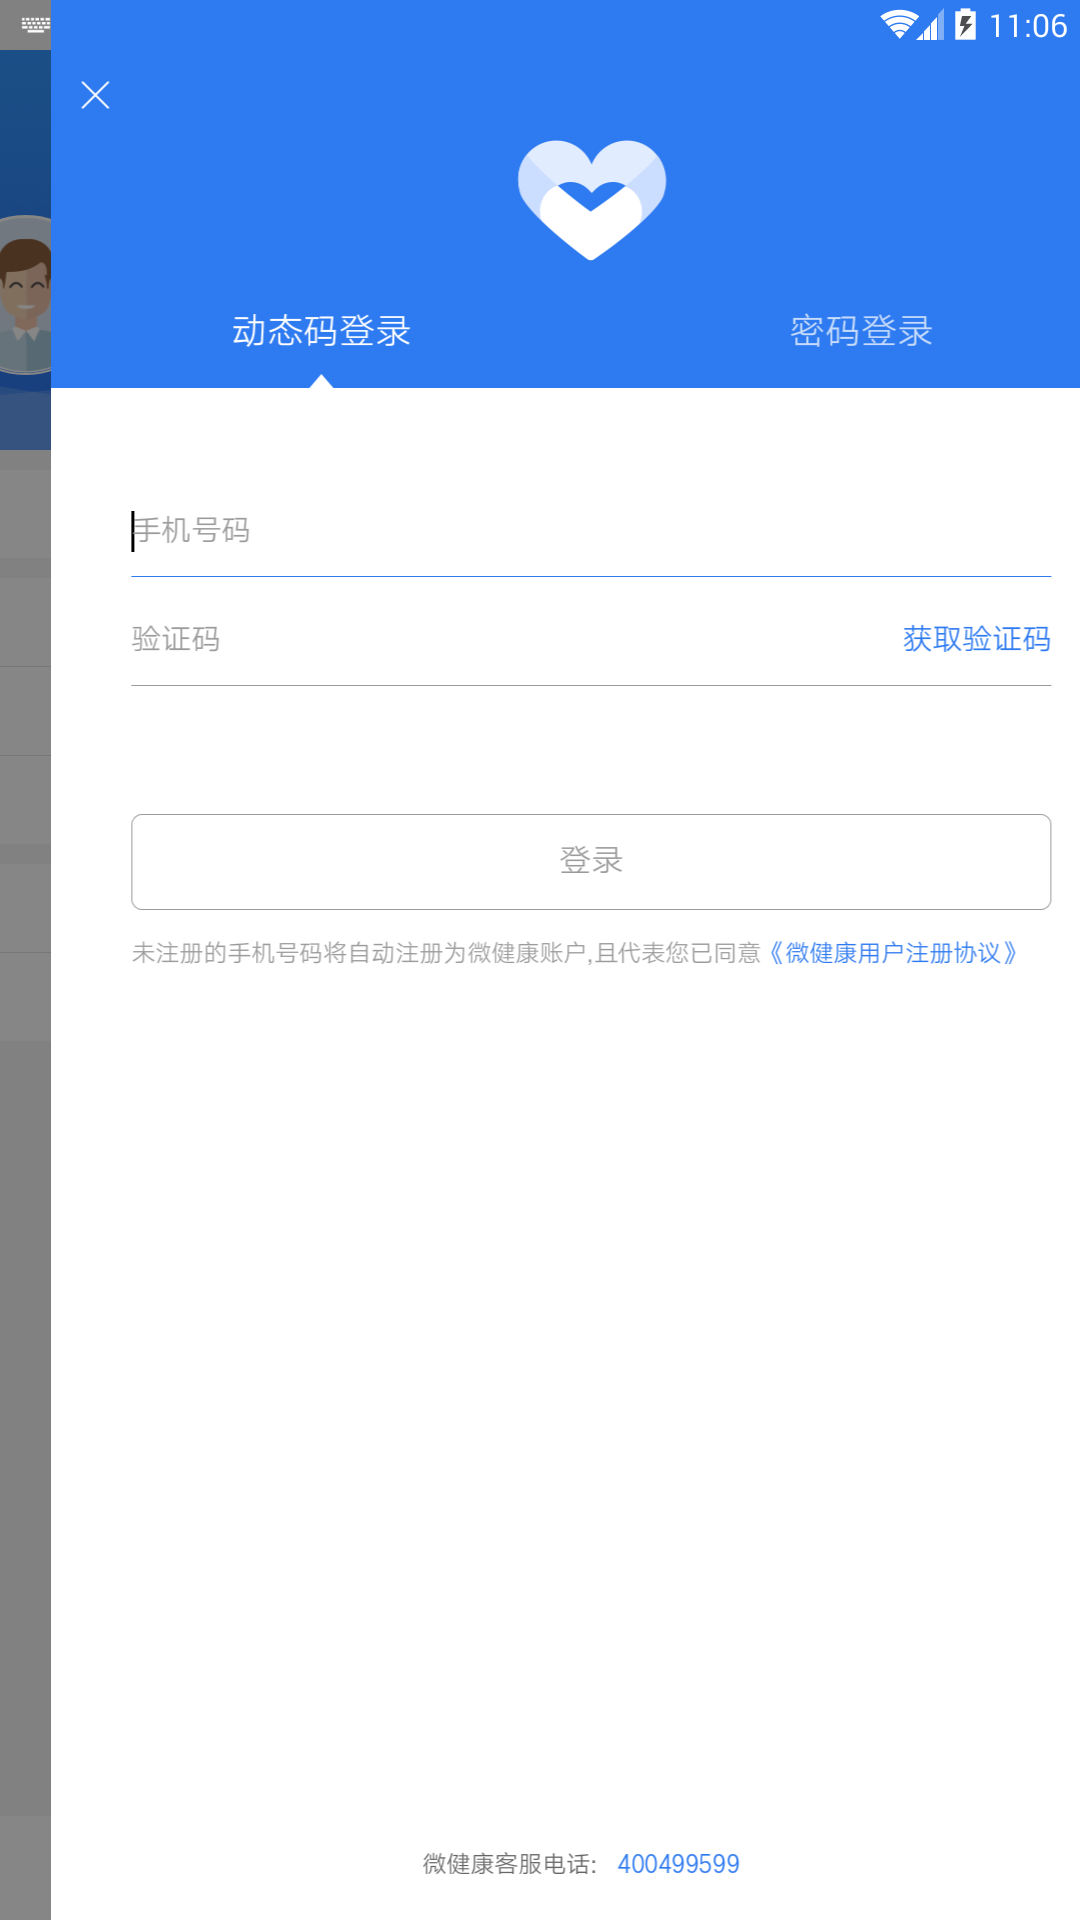 11:06
动态码登录 密码登录
手机号码
验证码 获取验证码
登录
未注册的手机号码将自动注册为微健康账户,且代表您已同意《微健康用户注册协议》
微健康客服电话: 400499599